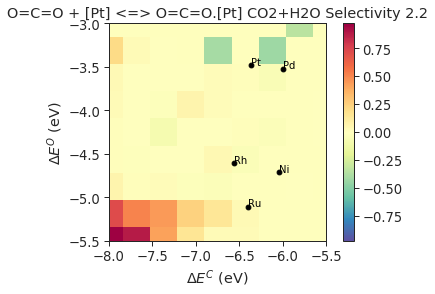 O=C=O + [Pt] <=> O=C=O.[Pt] CO2+H2O Selectivity 2.2
−3.0
−3.5
−4.0
−4.5
−5.0
−5.5
ΔE^O (eV)
Pt
Pd
Rh
Ni
Ru
−8.0 −7.5 −7.0 −6.5 −6.0 −5.5
ΔE^C (eV)
0.75
0.50
0.25
0.00
−0.25
−0.50
−0.75